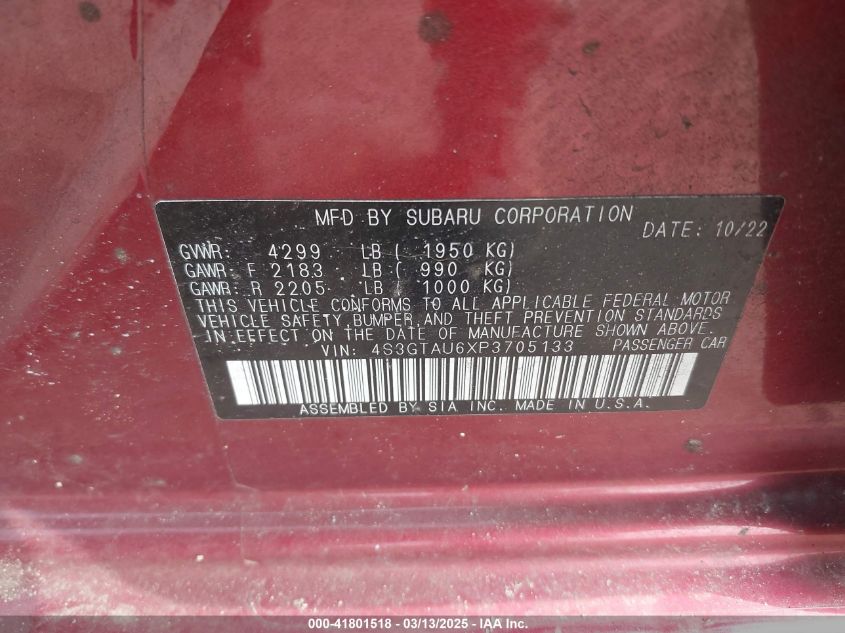 MFD BY SUBARU CORPORATION
DATE: 10/22
GVWR: 4299 LB ( 1950 KG)
GAWR: F 2183 LB ( 990 KG)
GAWR: R 2205 LB ( 1000 KG)
THIS VEHICLE CONFORMS TO ALL APPLICABLE FEDERAL MOTOR
VEHICLE SAFETY, BUMPER, AND THEFT PREVENTION STANDARDS
IN EFFECT ON THE DATE OF MANUFACTURE SHOWN ABOVE.
VIN: 4S3GTAU6XP3705133 PASSENGER CAR
ASSEMBLED BY SIA INC. MADE IN U.S.A.
000-41801518 - 03/13/2025 - IAA Inc.